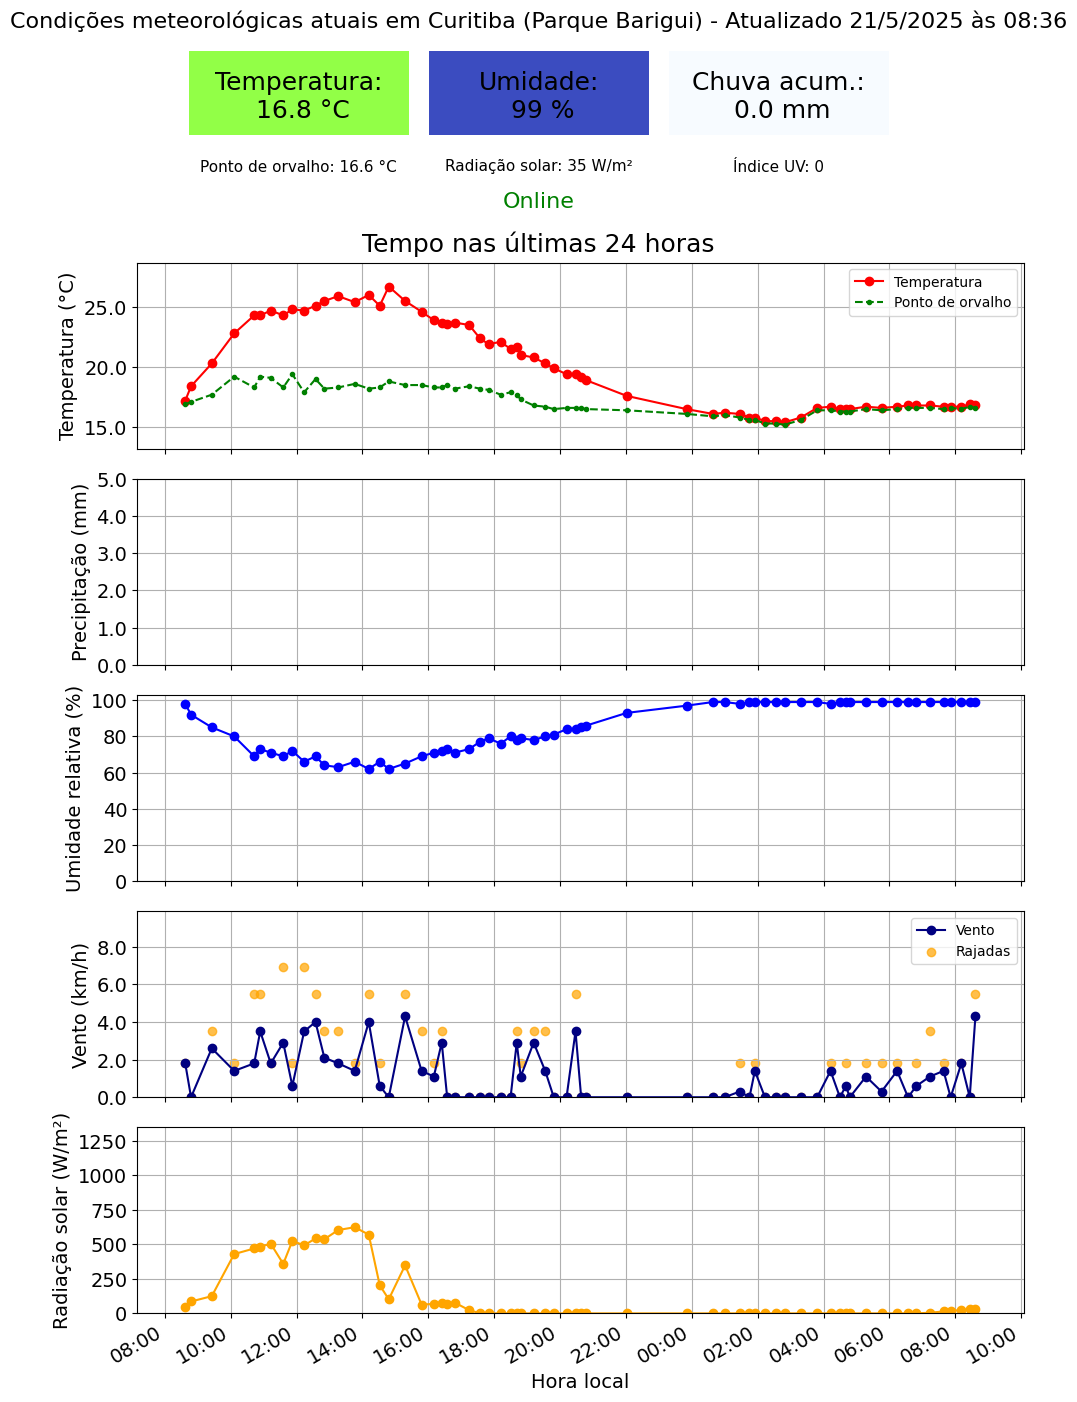 Condições meteorológicas atuais em Curitiba (Parque Barigui) - Atualizado 21/5/2025 às 08:36
Temperatura:
16.8 °C
Umidade:
99 %
Chuva acum.:
0.0 mm
Ponto de orvalho: 16.6 °C
Radiação solar: 35 W/m²
Índice UV: 0
Online
Tempo nas últimas 24 horas
Temperatura (°C)
25.0
20.0
15.0
Temperatura
Ponto de orvalho
Precipitação (mm)
5.0
4.0
3.0
2.0
1.0
0.0
Umidade relativa (%)
100
80
60
40
20
0
Vento (km/h)
8.0
6.0
4.0
2.0
0.0
Vento
Rajadas
Radiação solar (W/m²)
1250
1000
750
500
250
0
08:00
10:00
12:00
14:00
16:00
18:00
20:00
22:00
00:00
02:00
04:00
06:00
08:00
10:00
Hora local